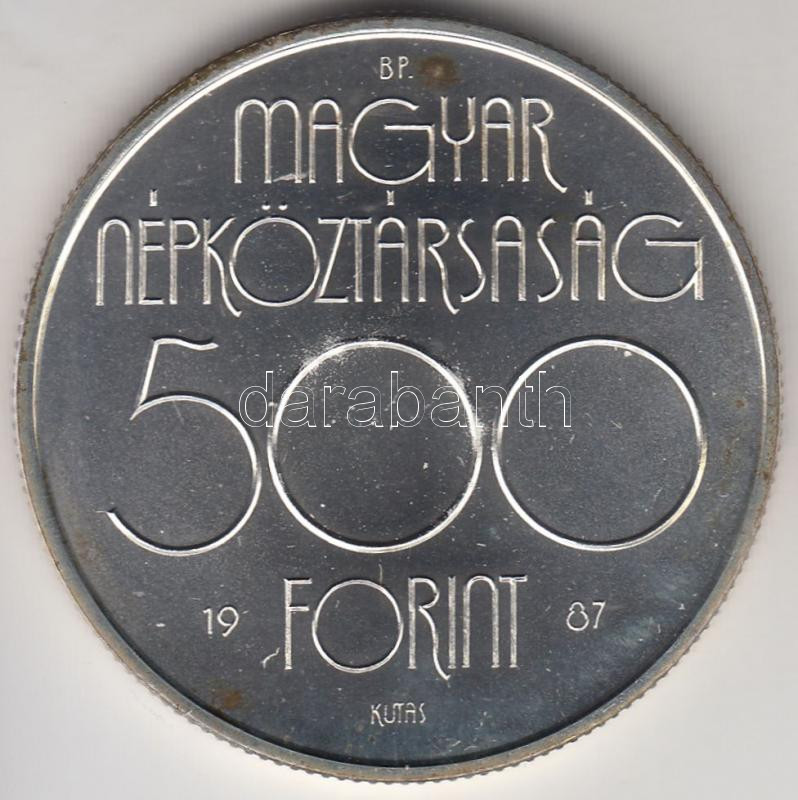 BP.
MAGYAR
NÉPKÖZTÁRSASÁG
500
darabanth
19 FORINT 87
KUTAS